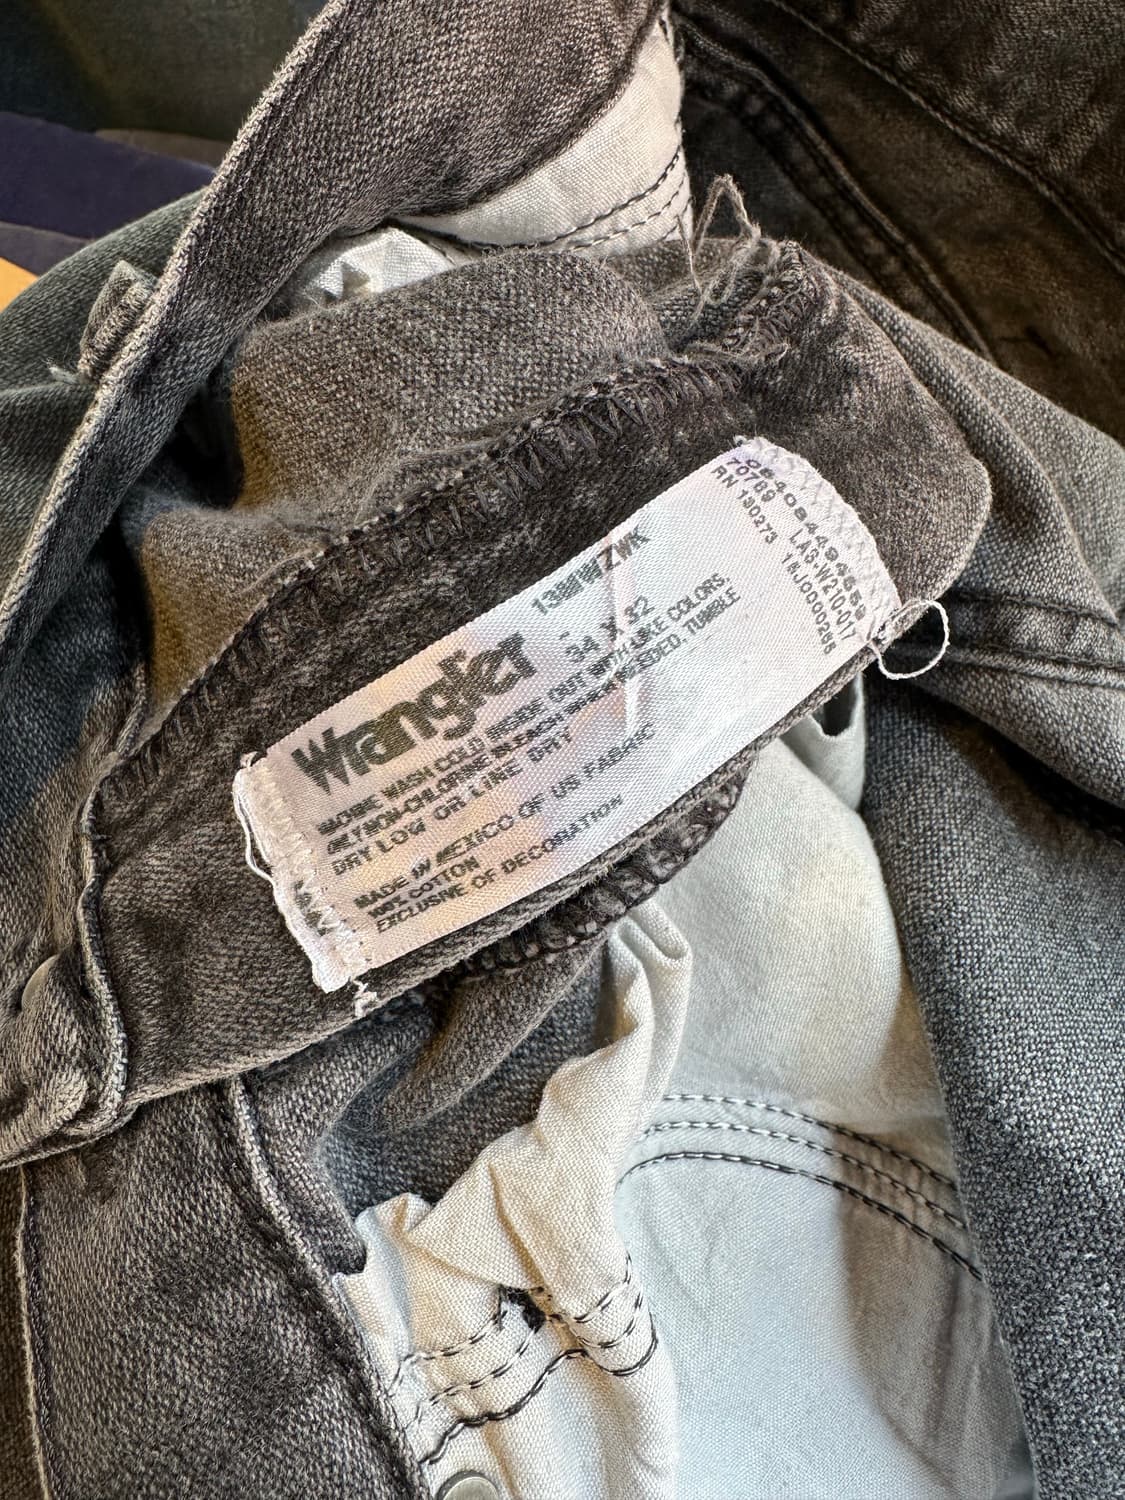 Wrangler
13MWZWK
34 X 32
MACHINE WASH COLD INSIDE OUT WITH LIKE COLORS.
ONLY NON-CHLORINE BLEACH WHEN NEEDED. TUMBLE
DRY LOW OR LINE DRY
MADE IN MEXICO OF US FABRIC
100% COTTON
EXCLUSIVE OF DECORATION
70789 LAS-W210-017
RN 130273